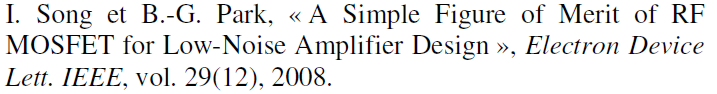 I. Song et B.-G. Park, « A Simple Figure of Merit of RF
MOSFET for Low-Noise Amplifier Design », Electron Device
Lett. IEEE, vol. 29(12), 2008.